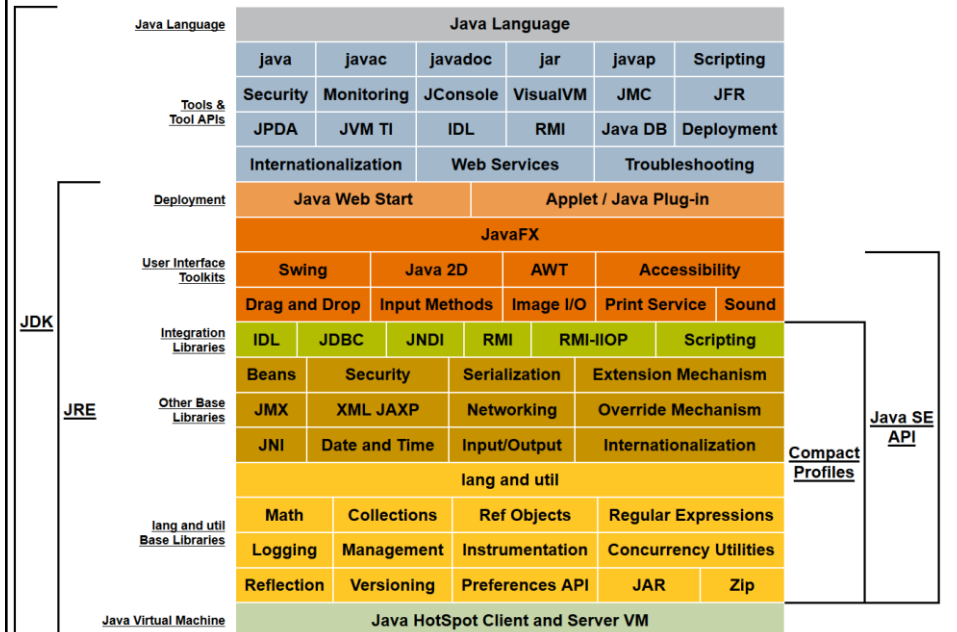 Java Language Java Language
java javac javadoc jar javap Scripting
Security Monitoring JConsole VisualVM JMC JFR
Tools &
Tool APIs
JPDA JVM TI IDL RMI Java DB Deployment
Internationalization Web Services Troubleshooting
Deployment Java Web Start Applet / Java Plug-in
JavaFX
User Interface
Toolkits
Swing Java 2D AWT Accessibility
Drag and Drop Input Methods Image I/O Print Service Sound
JDK
Integration
Libraries
IDL JDBC JNDI RMI RMI-IIOP Scripting
Beans Security Serialization Extension Mechanism
JRE
Other Base
Libraries
JMX XML JAXP Networking Override Mechanism
Java SE
API
JNI Date and Time Input/Output Internationalization
Compact
Profiles
lang and util
Math Collections Ref Objects Regular Expressions
lang and util
Base Libraries
Logging Management Instrumentation Concurrency Utilities
Reflection Versioning Preferences API JAR Zip
Java Virtual Machine Java HotSpot Client and Server VM